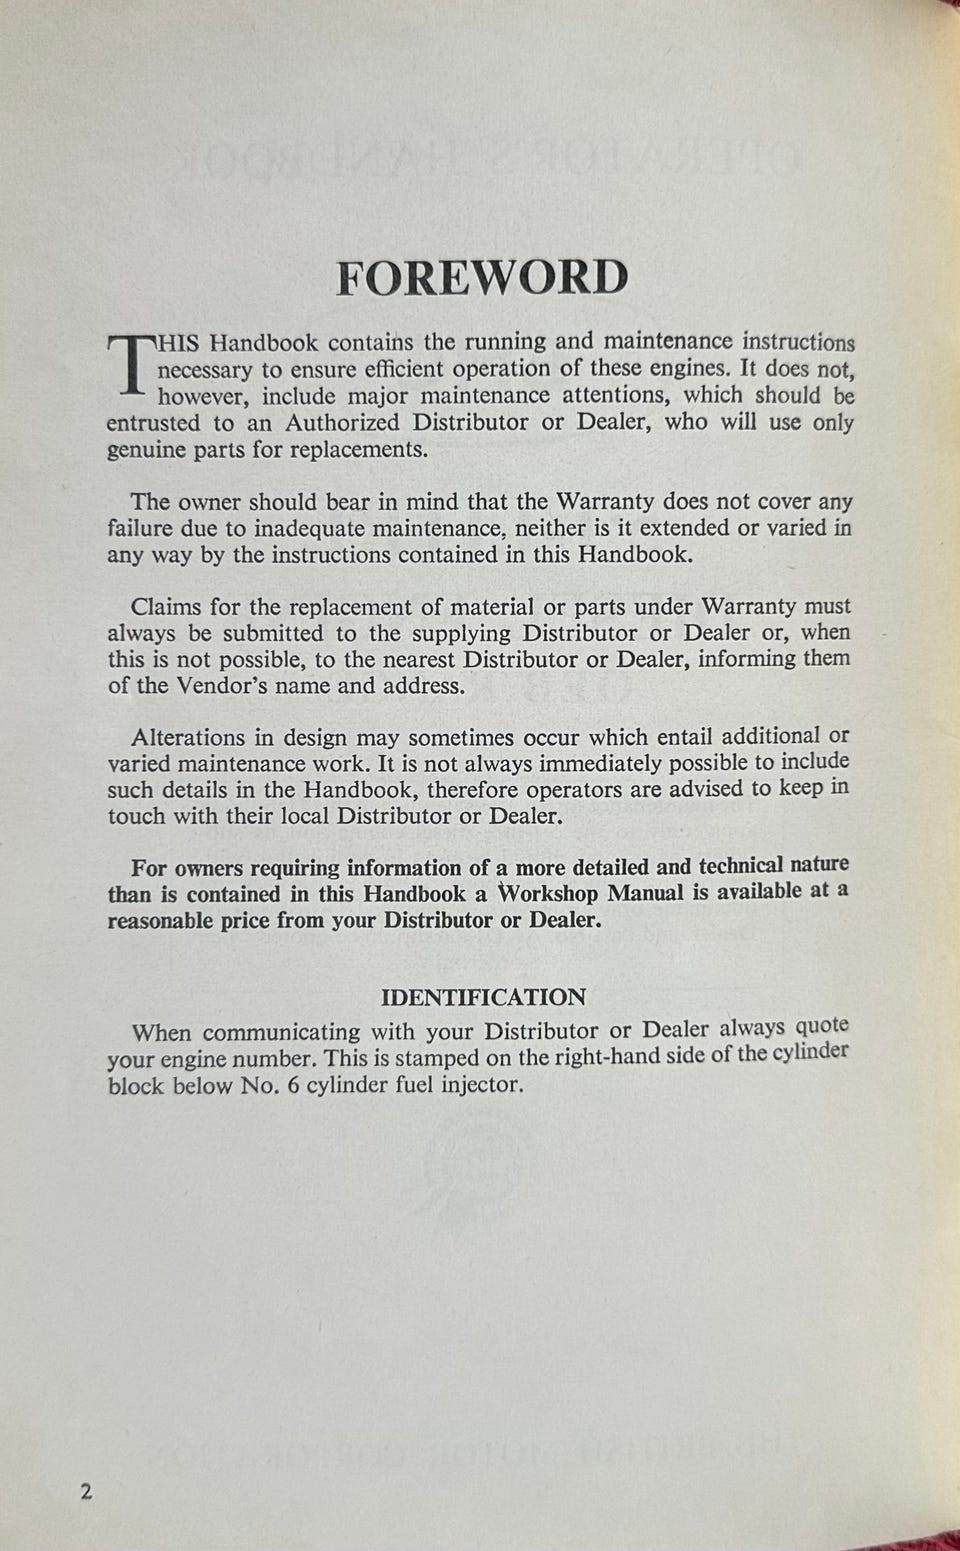 FOREWORD
THIS Handbook contains the running and maintenance instructions
necessary to ensure efficient operation of these engines. It does not,
however, include major maintenance attentions, which should be
entrusted to an Authorized Distributor or Dealer, who will use only
genuine parts for replacements.
The owner should bear in mind that the Warranty does not cover any
failure due to inadequate maintenance, neither is it extended or varied in
any way by the instructions contained in this Handbook.
Claims for the replacement of material or parts under Warranty must
always be submitted to the supplying Distributor or Dealer or, when
this is not possible, to the nearest Distributor or Dealer, informing them
of the Vendor's name and address.
Alterations in design may sometimes occur which entail additional or
varied maintenance work. It is not always immediately possible to include
such details in the Handbook, therefore operators are advised to keep in
touch with their local Distributor or Dealer.
For owners requiring information of a more detailed and technical nature
than is contained in this Handbook a Workshop Manual is available at a
reasonable price from your Distributor or Dealer.
IDENTIFICATION
When communicating with your Distributor or Dealer always quote
your engine number. This is stamped on the right-hand side of the cylinder
block below No. 6 cylinder fuel injector.
2